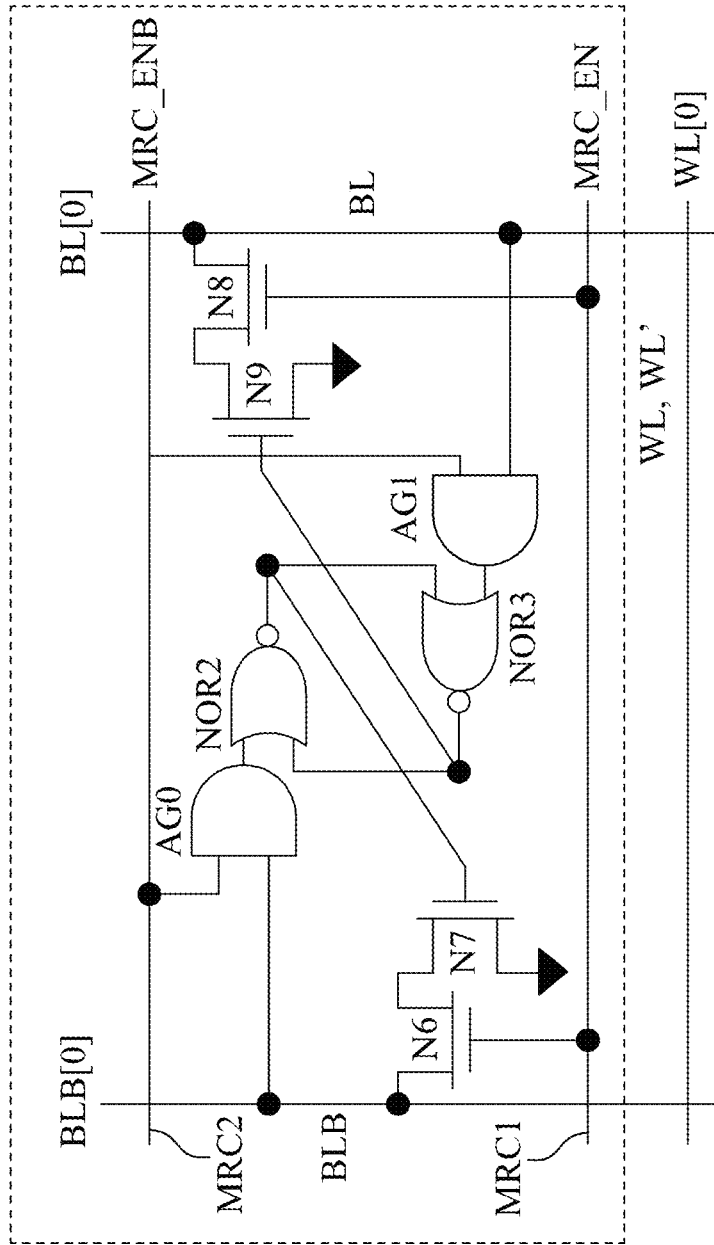 BLB[0]
BL[0]
MRC2
MRC_ENB
AG0
NOR2
N9
N8
BLB
BL
AG1
N6
N7
NOR3
MRC1
MRC_EN
WL, WL’
WL[0]